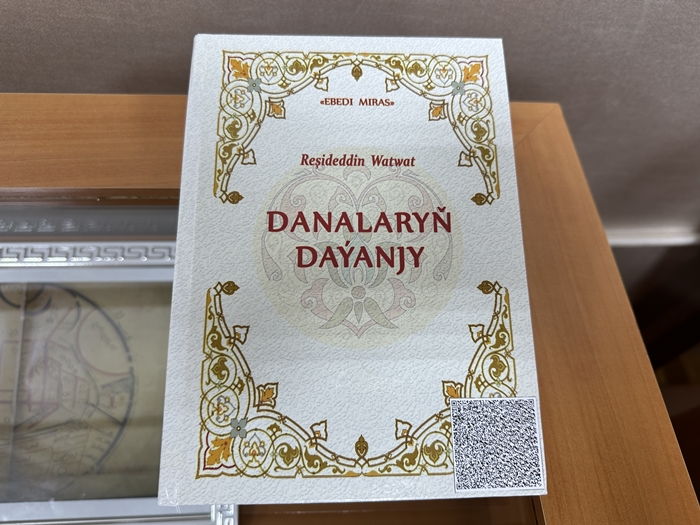 «EBEDI MIRAS»
Reşideddin Watwat
DANALARYŇ
DAÝANJY